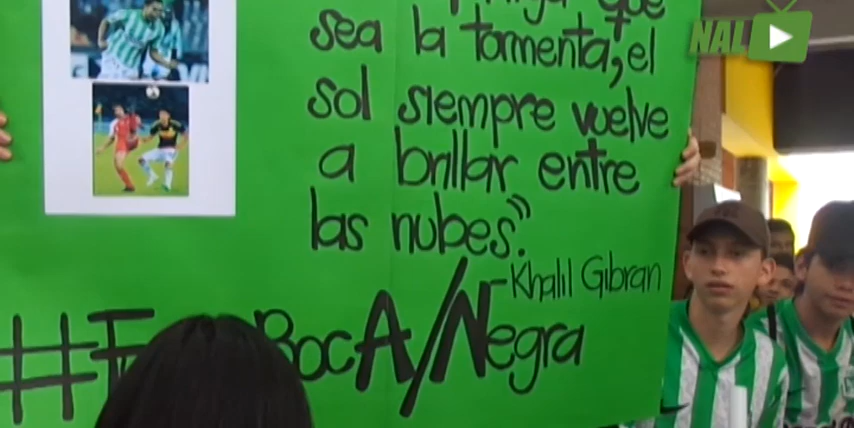 NAL
sea la tormenta, el
sol siempre vuelve
a brillar entre
las nubes."
-Khalil Gibran
BocA/Negra